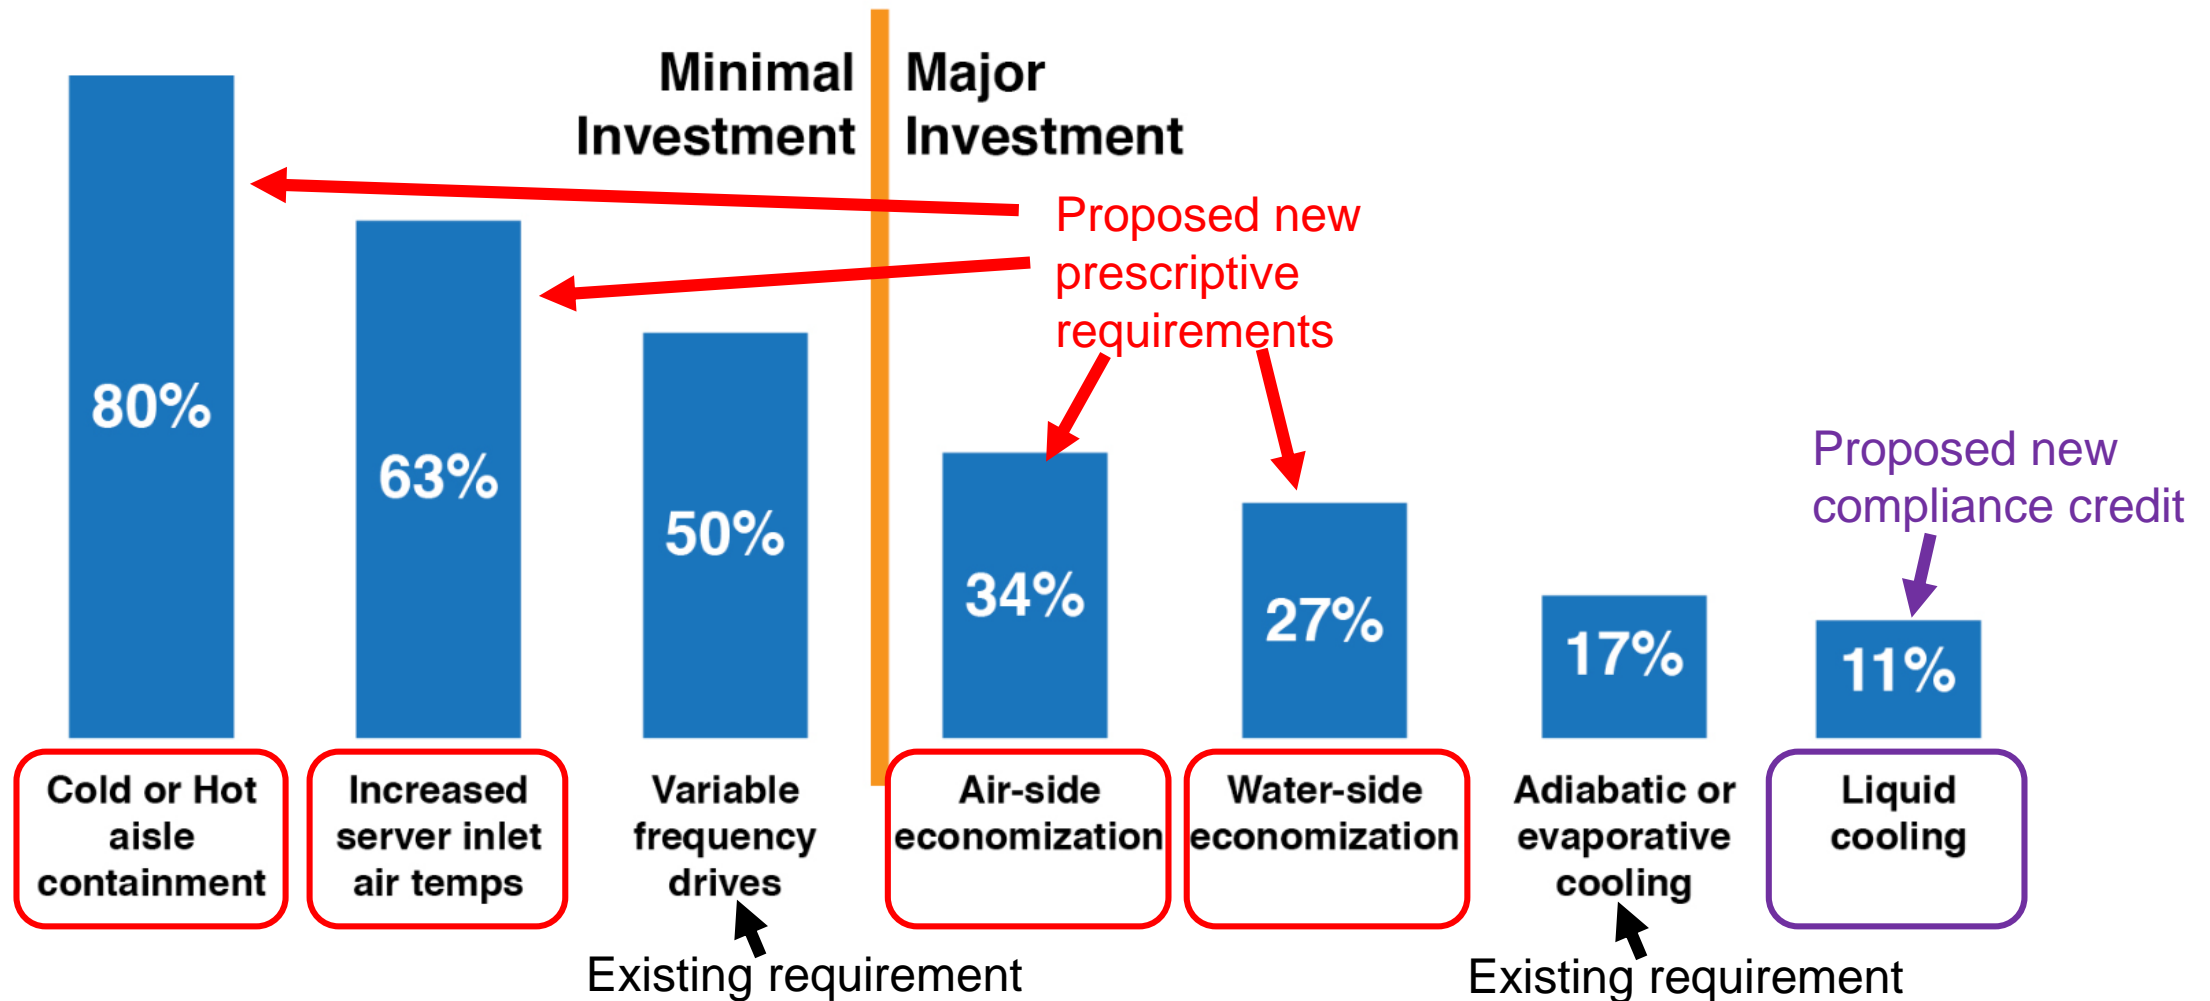 Minimal
Investment
Major
Investment
Proposed new
prescriptive
requirements
Proposed new
compliance credit
80%
63%
50%
34%
27%
17%
11%
Cold or Hot
aisle
containment
Increased
server inlet
air temps
Variable
frequency
drives
Air-side
economization
Water-side
economization
Adiabatic or
evaporative
cooling
Liquid
cooling
Existing requirement
Existing requirement